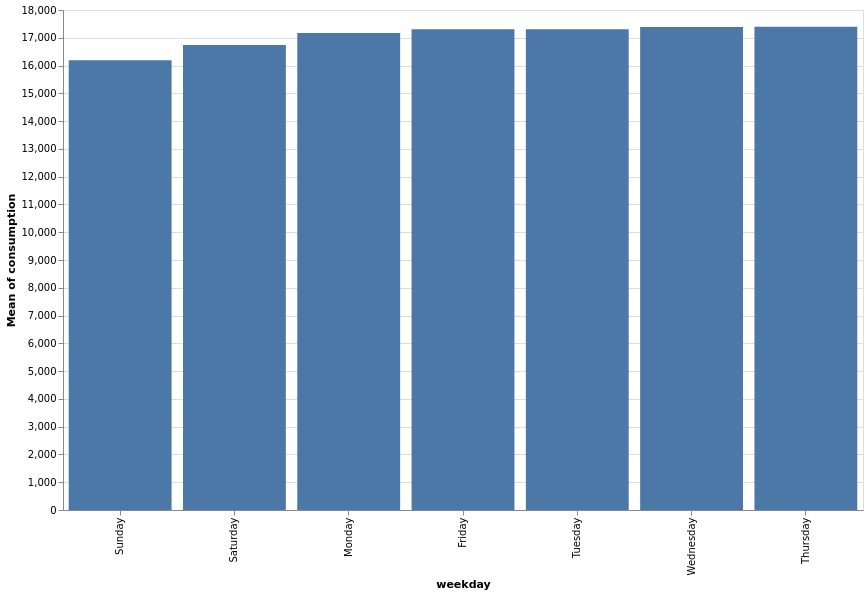 18,000
17,000
16,000
15,000
14,000
13,000
12,000
11,000
10,000
9,000
8,000
7,000
6,000
5,000
4,000
3,000
2,000
1,000
0
Mean of consumption
Sunday
Saturday
Monday
Friday
Tuesday
Wednesday
Thursday
weekday